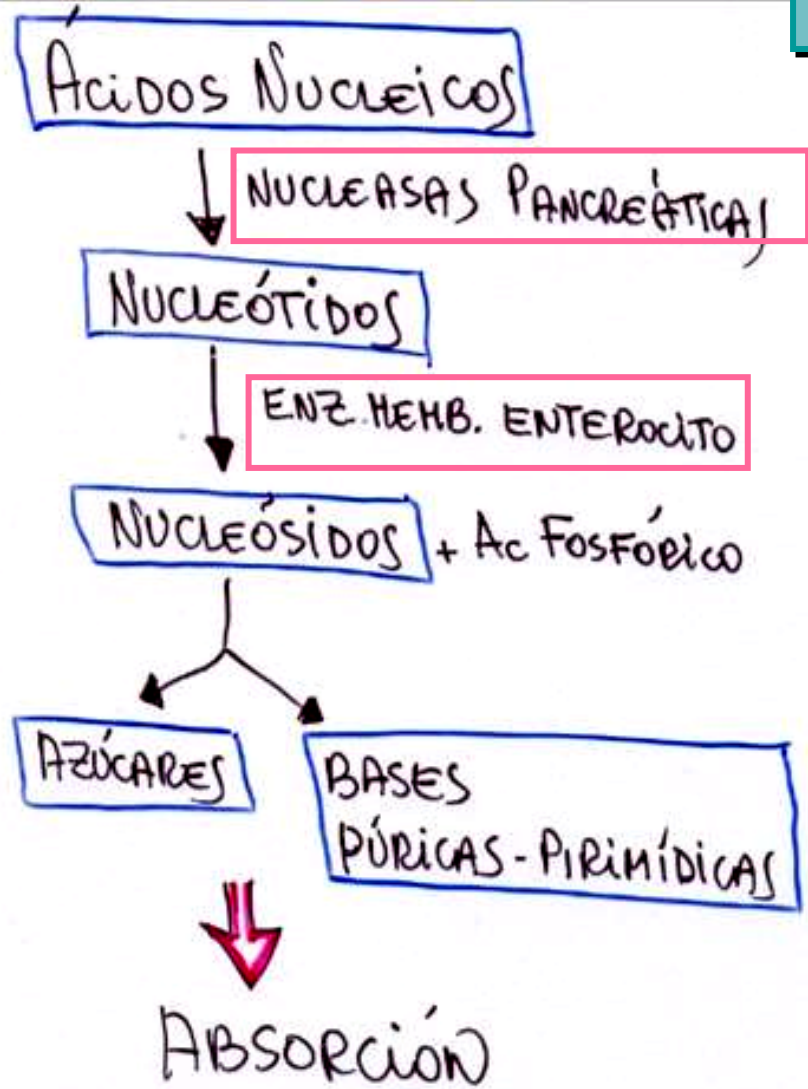 Ácidos Nucleicos
Nucleasas Pancreáticas
Nucleótidos
Enz. Memb. Enterocito
Nucleósidos + Ac Fosfórico
Azúcares
Bases
Púricas - Pirimídicas
Absorción